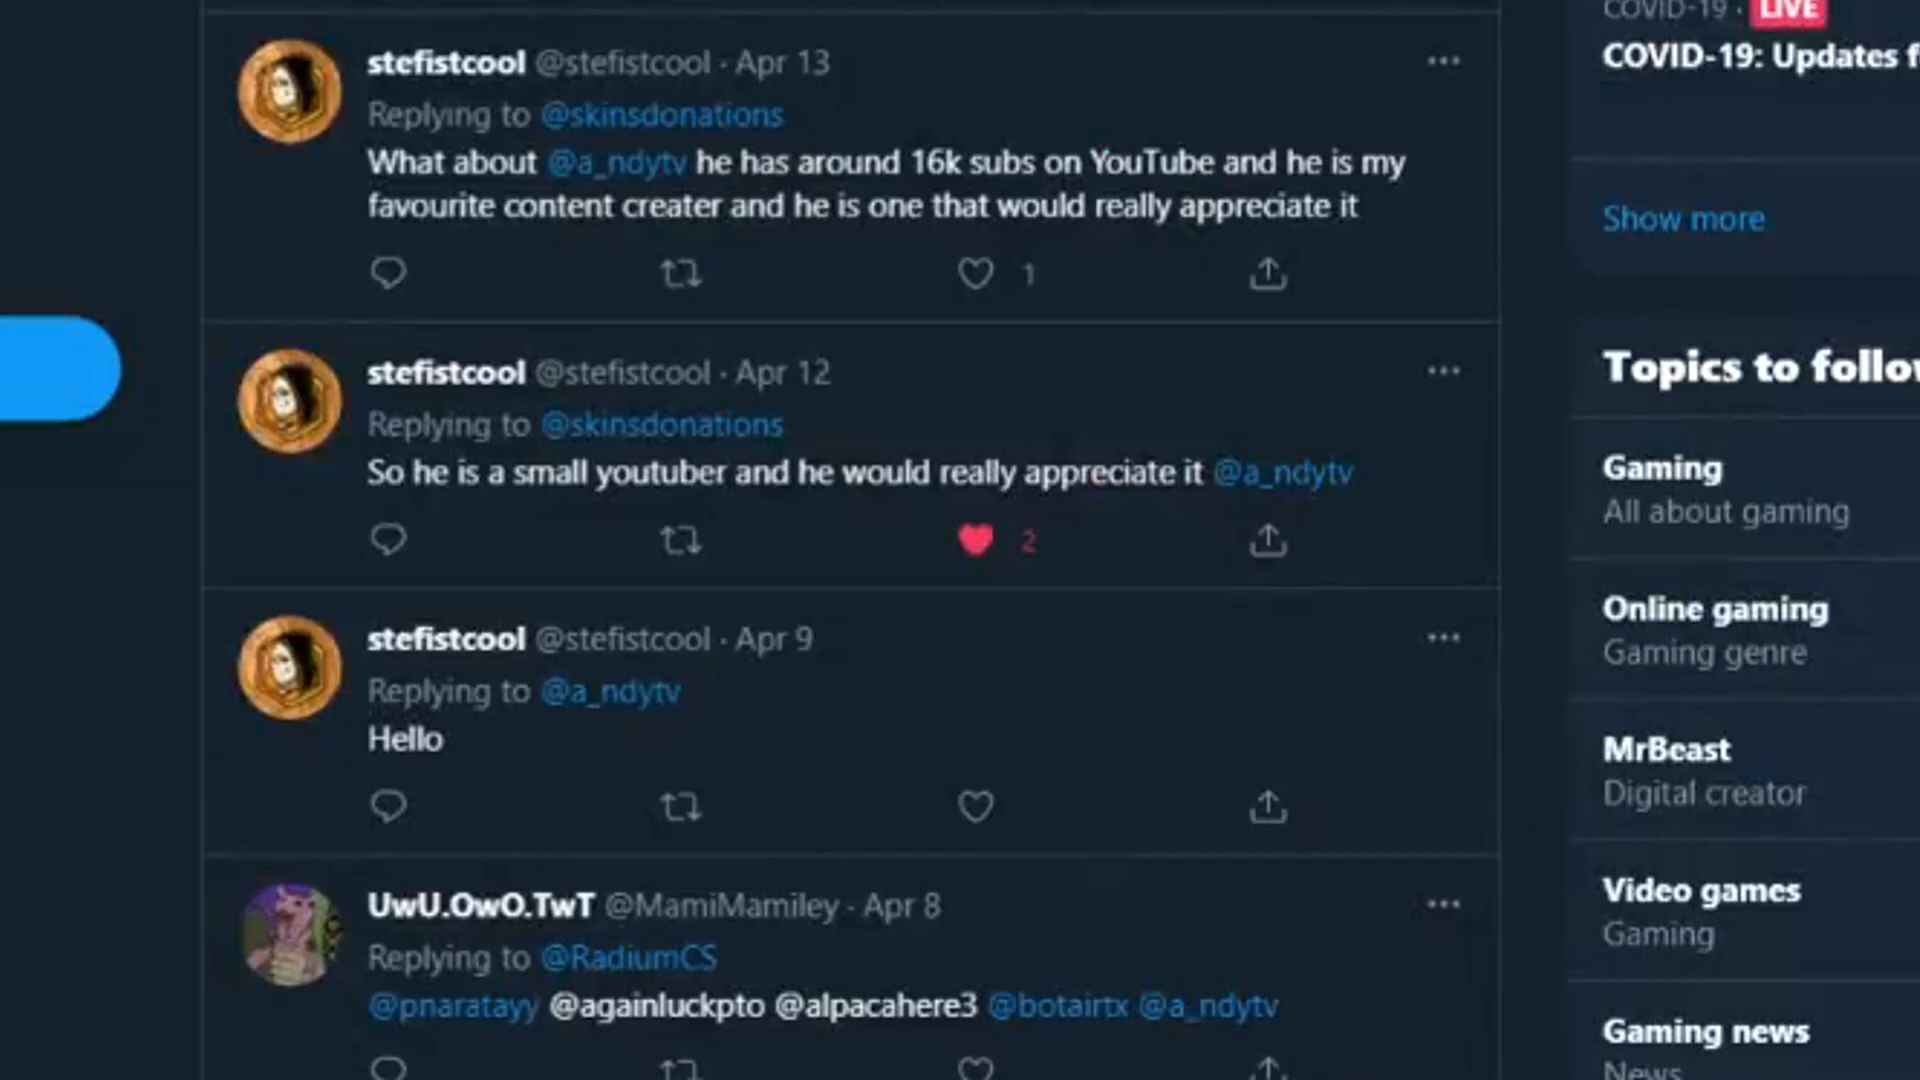 stefistcool @stefistcool · Apr 13
Replying to @skinsdonations
What about @a_ndytv he has around 16k subs on YouTube and he is my
favourite content creater and he is one that would really appreciate it
1
stefistcool @stefistcool · Apr 12
Replying to @skinsdonations
So he is a small youtuber and he would really appreciate it @a_ndytv
2
stefistcool @stefistcool · Apr 9
Replying to @a_ndytv
Hello
UwU.OwO.TwT @MamiMamiley · Apr 8
Replying to @RadiumCS
@pnaratayy @againluckpto @alpacahere3 @botairtx @a_ndytv
COVID-19 · LIVE
COVID-19: Updates f
Show more
Topics to follow
Gaming
All about gaming
Online gaming
Gaming genre
MrBeast
Digital creator
Video games
Gaming
Gaming news
News